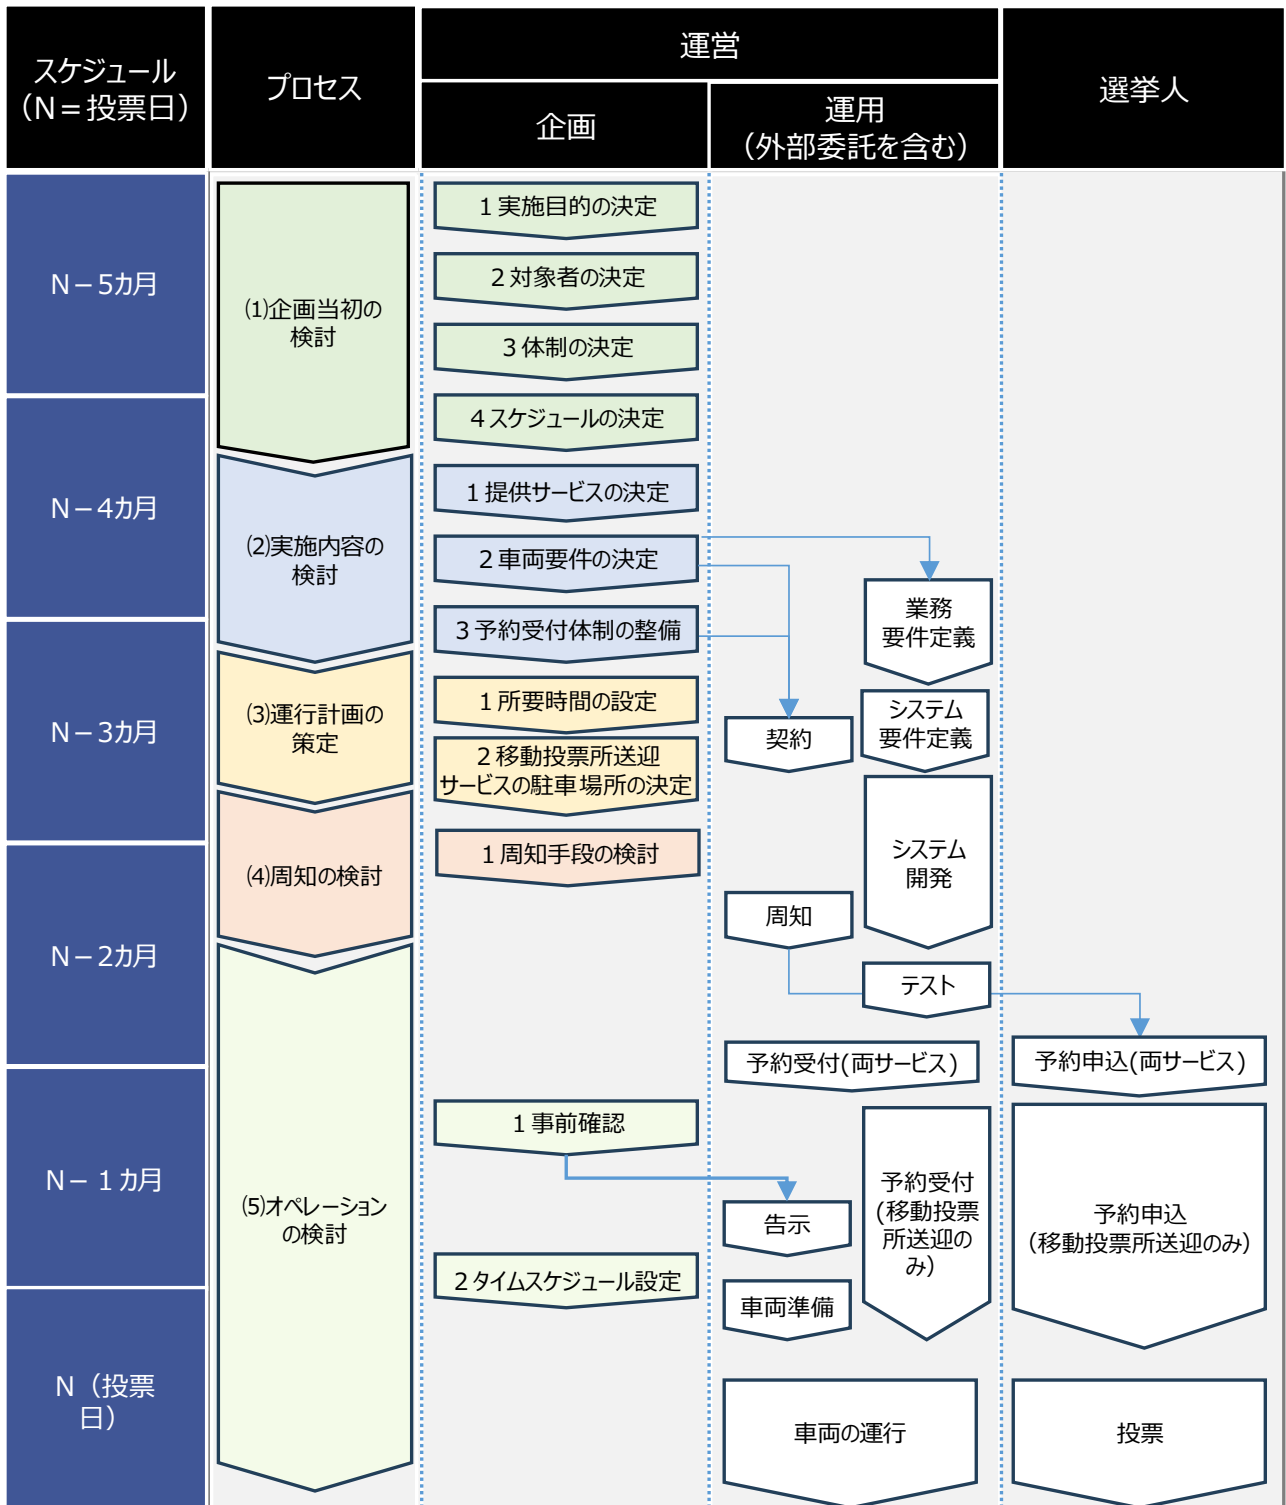 スケジュール
（N＝投票日）
プロセス
運営
企画
運用
（外部委託を含む）
選挙人
N－5カ月
N－4カ月
N－3カ月
N－2カ月
N－１カ月
N（投票
日）
⑴企画当初の
検討
⑵実施内容の
検討
⑶運行計画の
策定
⑷周知の検討
⑸オペレーション
の検討
１実施目的の決定
２対象者の決定
３体制の決定
４スケジュールの決定
１提供サービスの決定
２車両要件の決定
３予約受付体制の整備
１所要時間の設定
２移動投票所送迎
サービスの駐車場所の決定
１周知手段の検討
１事前確認
２タイムスケジュール設定
業務
要件定義
システム
要件定義
契約
システム
開発
周知
テスト
予約受付(両サービス)
予約受付
(移動投票
所送迎の
み）
告示
車両準備
車両の運行
予約申込(両サービス)
予約申込
（移動投票所送迎のみ）
投票